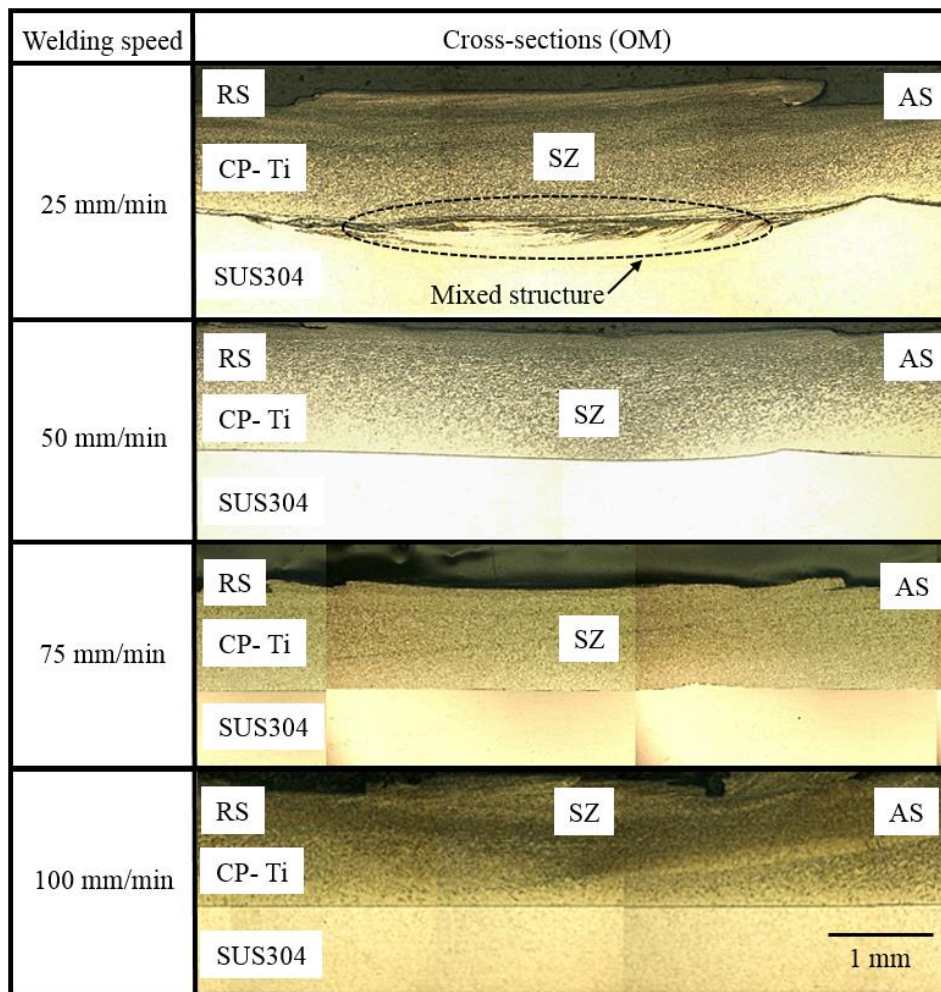 Welding speed
Cross-sections (OM)
25 mm/min
RS
AS
CP- Ti
SZ
SUS304
Mixed structure
50 mm/min
RS
AS
CP- Ti
SZ
SUS304
75 mm/min
RS
AS
CP- Ti
SZ
SUS304
100 mm/min
RS
SZ
AS
CP- Ti
SUS304
1 mm